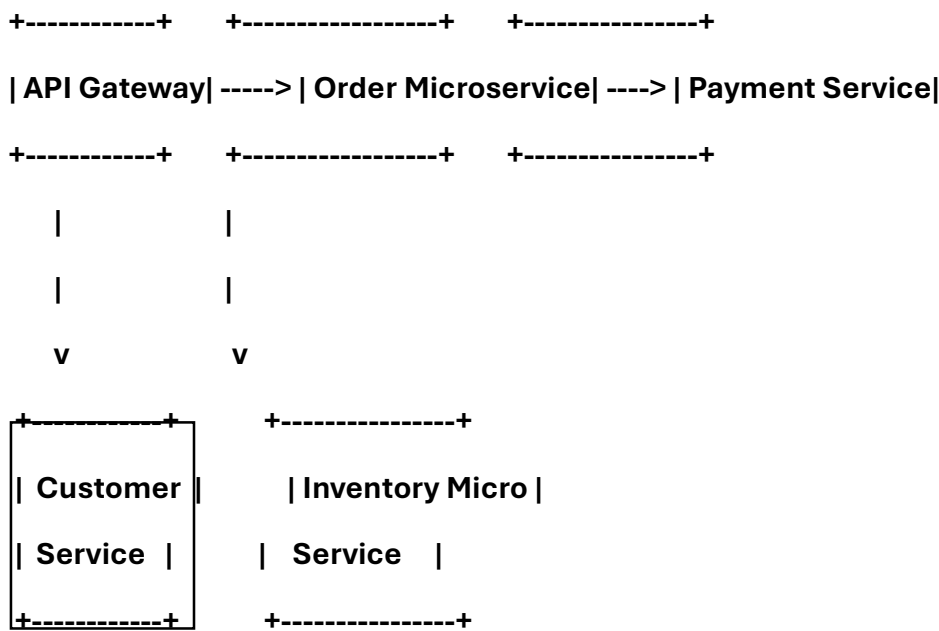 +------------+ +------------------+ +----------------+
| API Gateway| -----> | Order Microservice| ----> | Payment Service|
+------------+ +------------------+ +----------------+
| |
| |
v v
+------------+ +----------------+
| Customer | | Inventory Micro |
| Service | | Service |
+------------+ +----------------+